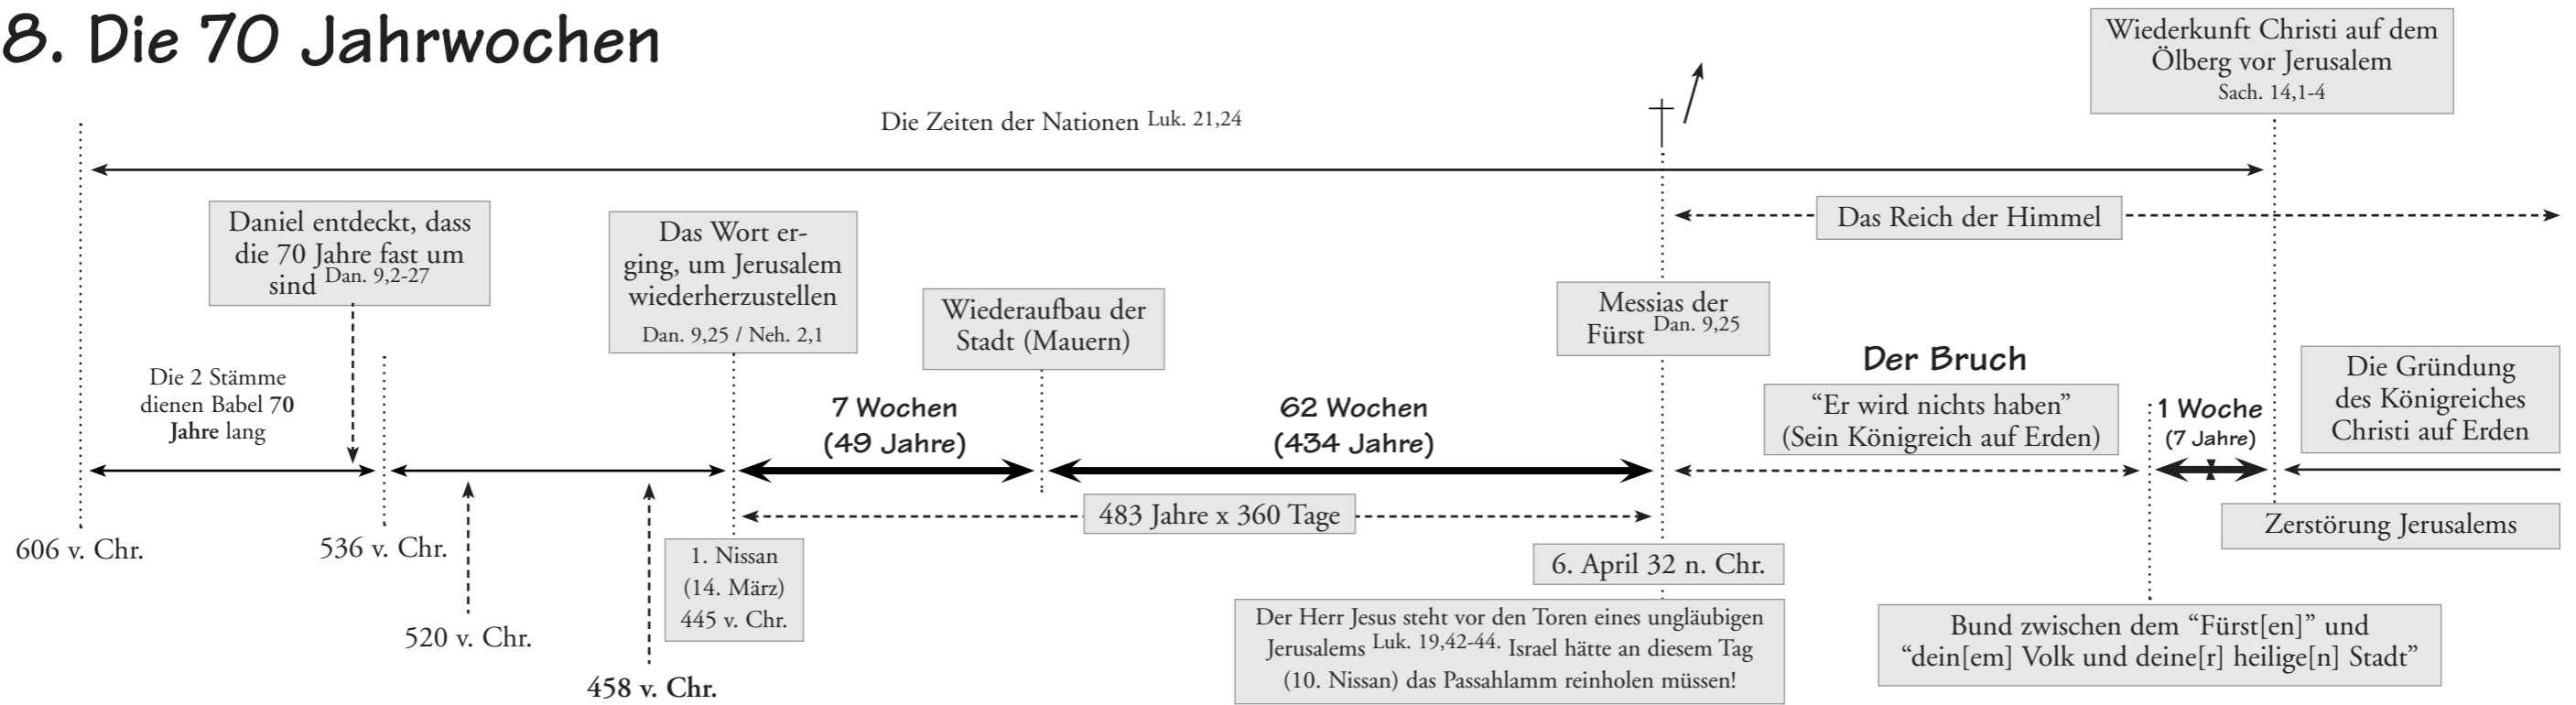 8. Die 70 Jahrwochen
Wiederkunft Christi auf dem
Ölberg vor Jerusalem
Sach. 14,1-4
Die Zeiten der Nationen Luk. 21,24
Das Reich der Himmel
Daniel entdeckt, dass
die 70 Jahre fast um
sind Dan. 9,2-27
Das Wort er-
ging, um Jerusalem
wiederherzustellen
Dan. 9,25 / Neh. 2,1
Wiederaufbau der
Stadt (Mauern)
Messias der
Fürst Dan. 9,25
Die 2 Stämme
dienen Babel 70
Jahre lang
7 Wochen
(49 Jahre)
62 Wochen
(434 Jahre)
Der Bruch
“Er wird nichts haben”
(Sein Königreich auf Erden)
1 Woche
(7 Jahre)
Die Gründung
des Königreiches
Christi auf Erden
483 Jahre x 360 Tage
Zerstörung Jerusalems
606 v. Chr.
536 v. Chr.
520 v. Chr.
458 v. Chr.
1. Nissan
(14. März)
445 v. Chr.
6. April 32 n. Chr.
Der Herr Jesus steht vor den Toren eines ungläubigen
Jerusalems Luk. 19,42-44. Israel hätte an diesem Tag
(10. Nissan) das Passahlamm reinholen müssen!
Bund zwischen dem “Fürst[en]” und
“dein[em] Volk und deine[r] heilige[n] Stadt”